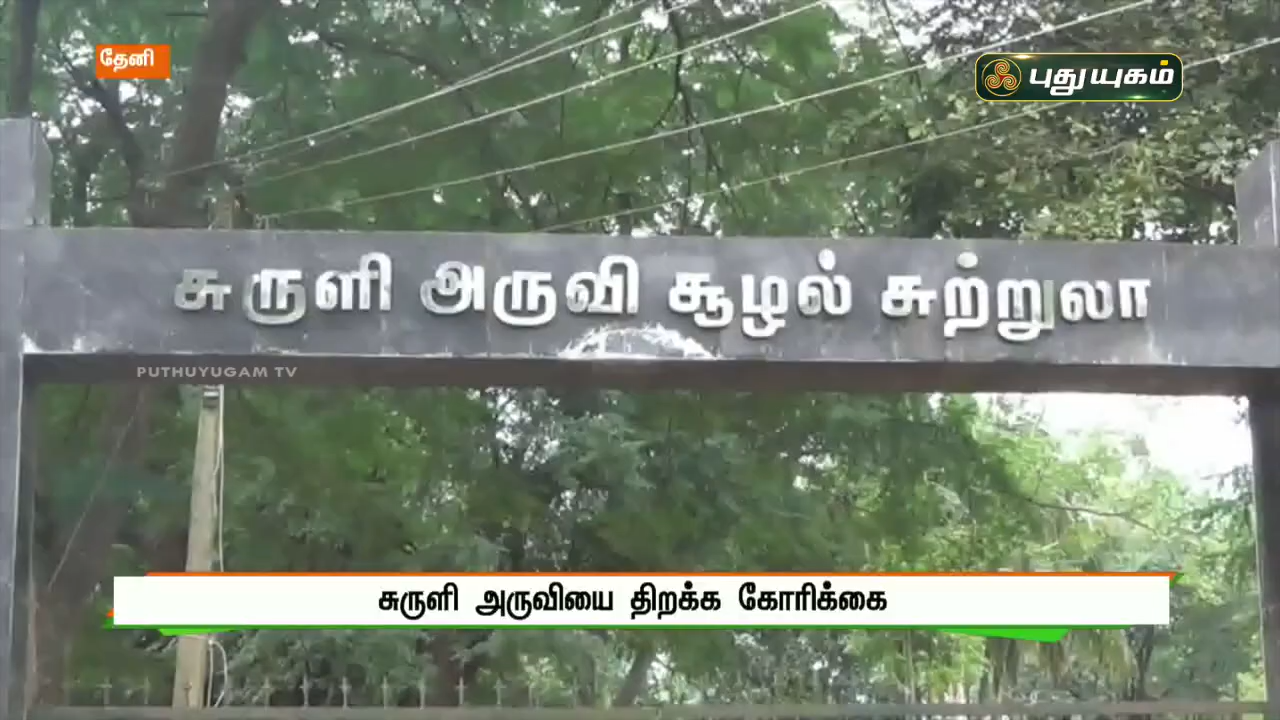 தேனி
புதுயுகம்
சுருளி அருவி சூழல் சுற்றுலா
PUTHUYUGAM TV
சுருளி அருவியை திறக்க கோரிக்கை